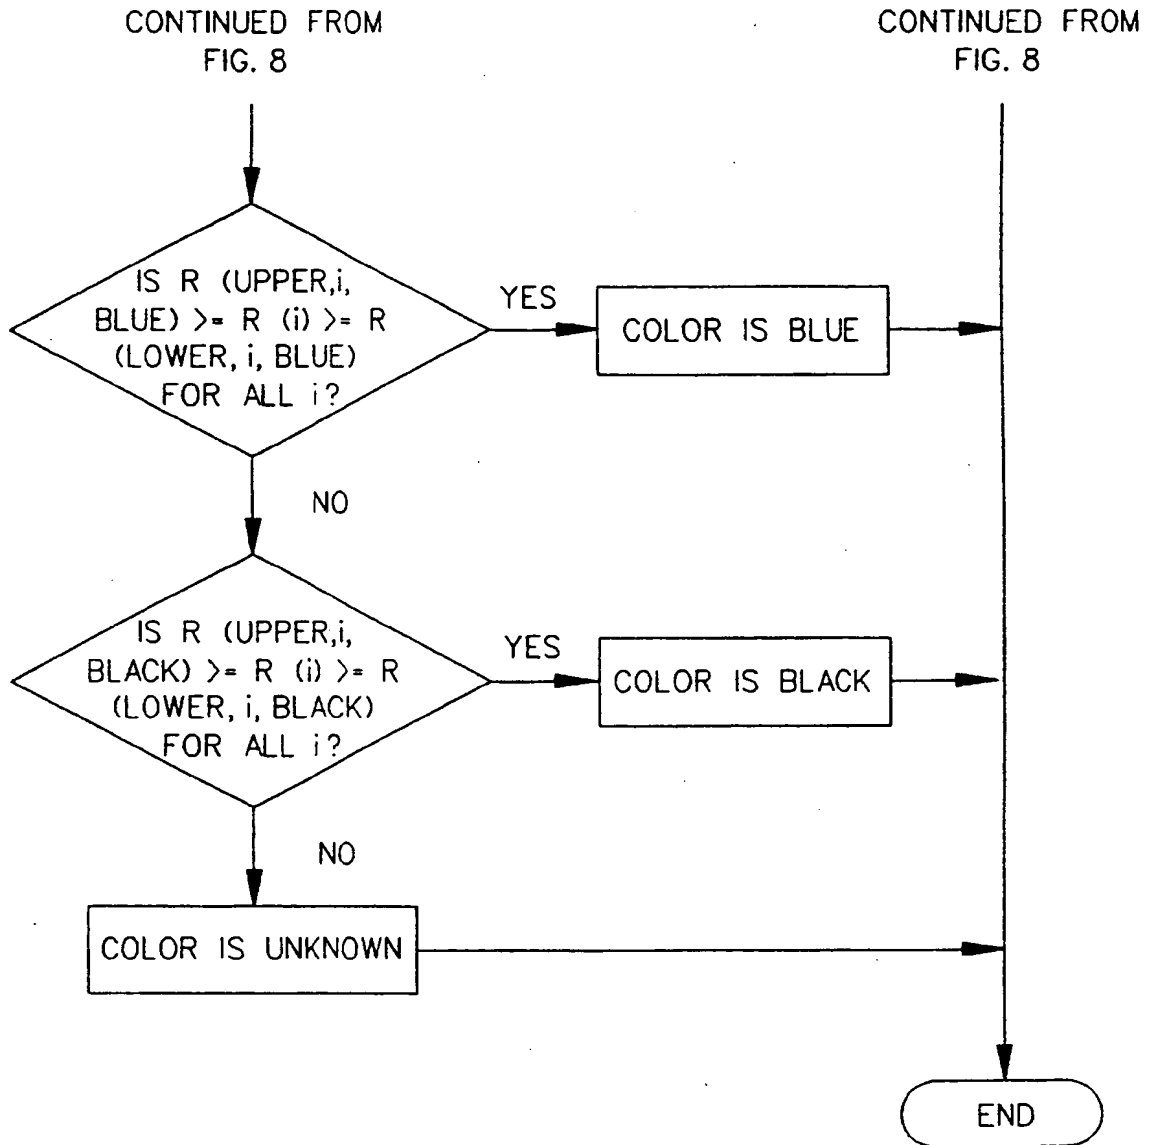 CONTINUED FROM
FIG. 8
CONTINUED FROM
FIG. 8
IS R (UPPER,i,
BLUE) >= R (i) >= R
(LOWER, i, BLUE)
FOR ALL i?
YES
COLOR IS BLUE
NO
IS R (UPPER,i,
BLACK) >= R (i) >= R
(LOWER, i, BLACK)
FOR ALL i?
YES
COLOR IS BLACK
NO
COLOR IS UNKNOWN
END